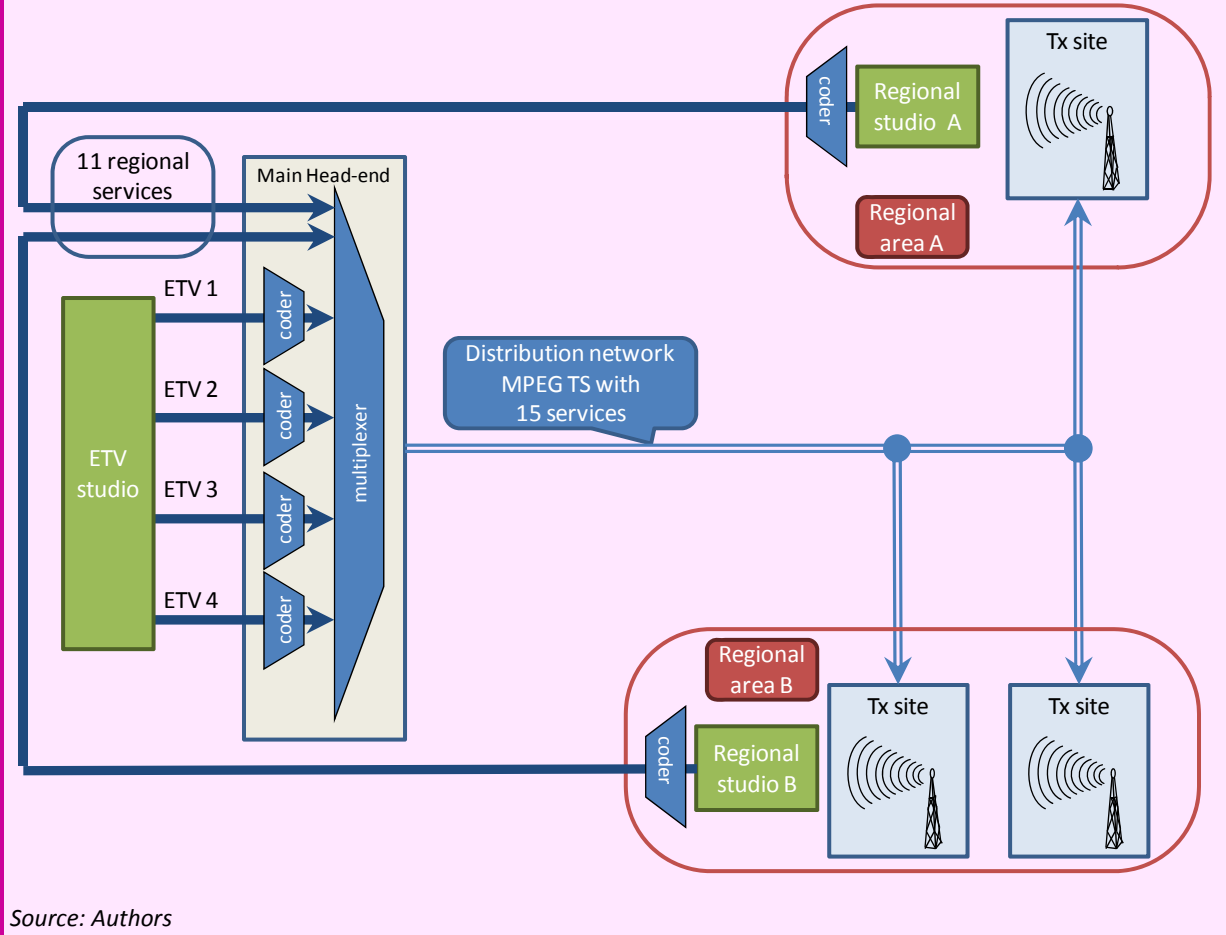 Tx site
coder
Regional
studio A
11 regional
services
Main Head-end
Regional
area A
ETV 1
coder
ETV 2
coder
ETV 3
coder
ETV 4
coder
ETV
studio
multiplexer
Distribution network
MPEG TS with
15 services
Regional
area B
coder
Regional
studio B
Tx site
Tx site
Source: Authors